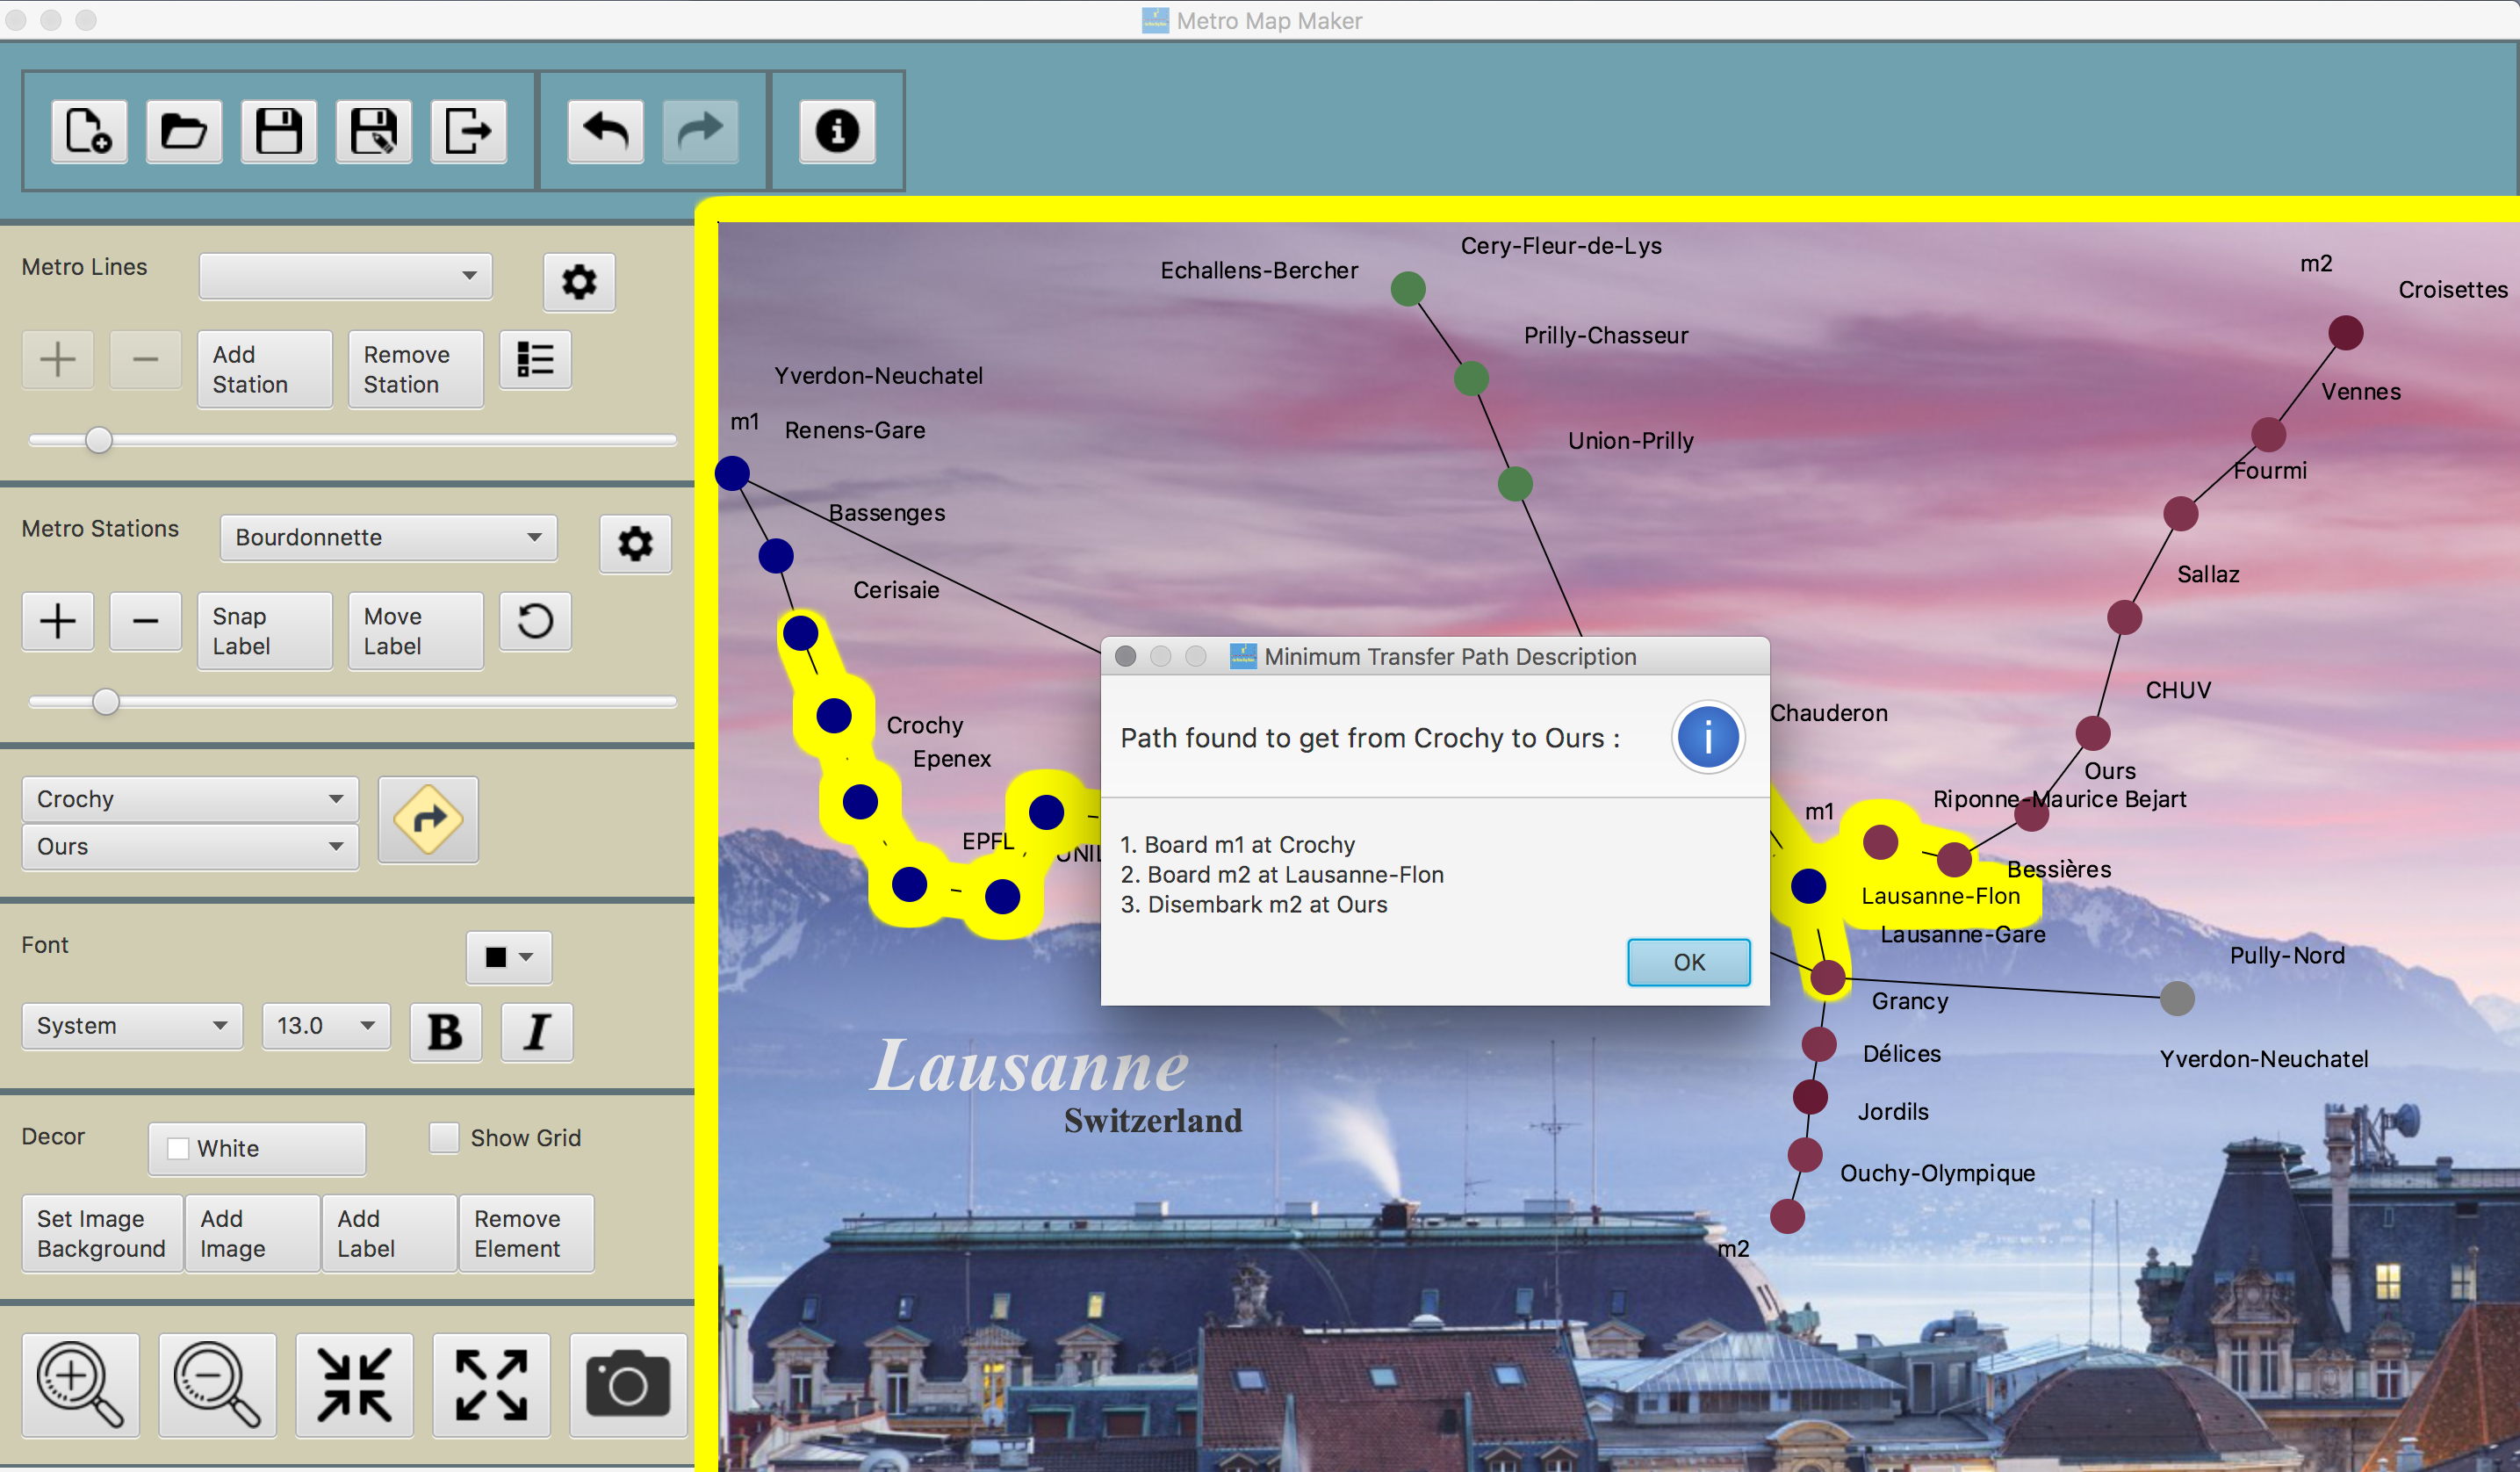 Metro Map Maker
Metro Lines
Add
Station
Remove
Station
Metro Stations
Bourdonnette
Snap
Label
Move
Label
Crochy
Ours
Font
System
13.0
B
I
Decor
White
Show Grid
Set Image
Background
Add
Image
Add
Label
Remove
Element
Cery-Fleur-de-Lys
Echallens-Bercher
m2
Croisettes
Prilly-Chasseur
Yverdon-Neuchatel
Vennes
m1
Renens-Gare
Union-Prilly
Fourmi
Bassenges
Sallaz
Cerisaie
Minimum Transfer Path Description
Path found to get from Crochy to Ours :
1. Board m1 at Crochy
2. Board m2 at Lausanne-Flon
3. Disembark m2 at Ours
OK
CHUV
Chauderon
Crochy
Epenex
Ours
Riponne-Maurice Bejart
m1
EPFL
UNIL
Bessières
Lausanne-Flon
Lausanne-Gare
Pully-Nord
Grancy
Délices
Yverdon-Neuchatel
Lausanne
Switzerland
Jordils
Ouchy-Olympique
m2